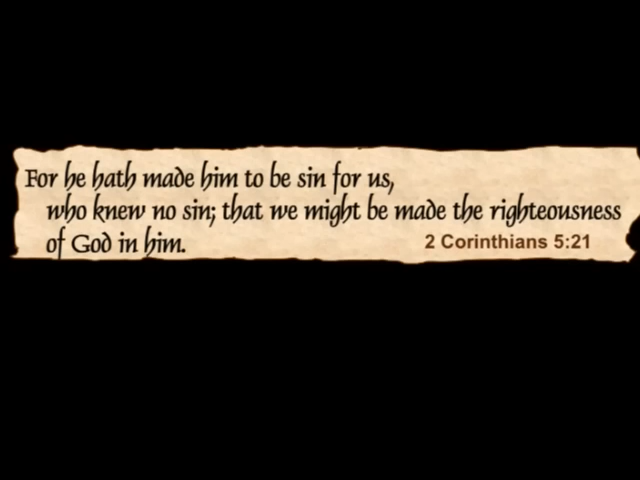 For he hath made him to be sin for us,
who knew no sin; that we might be made the righteousness
of God in him.
2 Corinthians 5:21